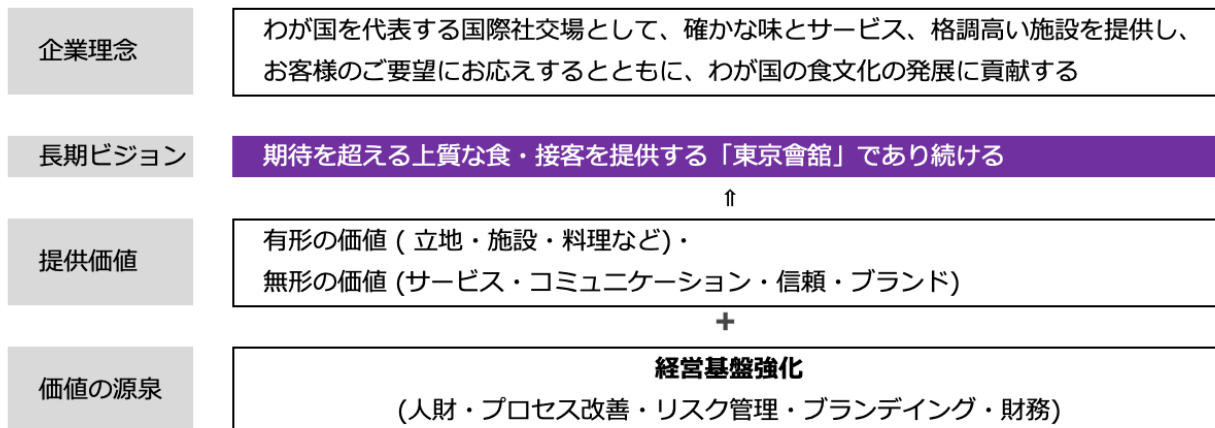 企業理念
わが国を代表する国際社交場として、確かな味とサービス、格調高い施設を提供し、
お客様のご要望にお応えするとともに、わが国の食文化の発展に貢献する
長期ビジョン
期待を超える上質な食・接客を提供する「東京會舘」であり続ける
⇑
提供価値
有形の価値 ( 立地・施設・料理など)・
無形の価値 (サービス・コミュニケーション・信頼・ブランド)
+
価値の源泉
経営基盤強化
(人財・プロセス改善・リスク管理・ブランデイング・財務)